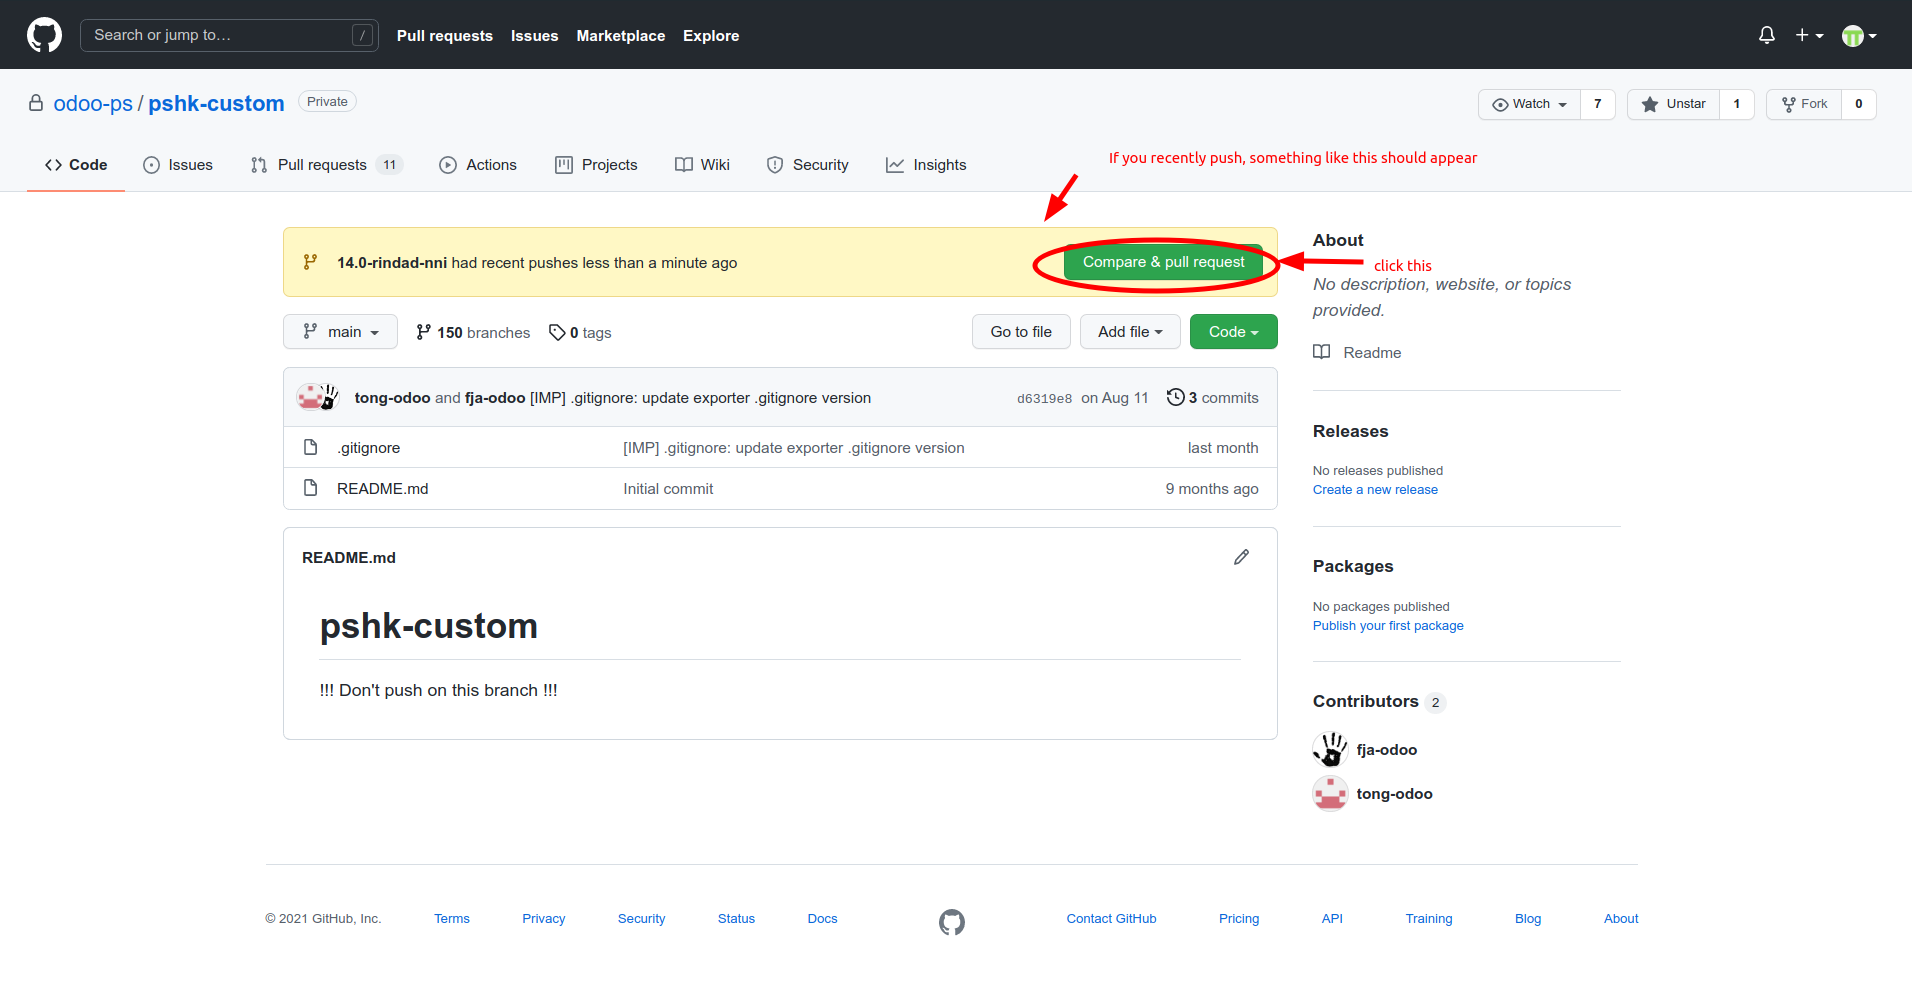 Search or jump to… /
Pull requests Issues Marketplace Explore
odoo-ps / pshk-custom Private
Watch 7 Unstar 1 Fork 0
Code Issues Pull requests 11 Actions Projects Wiki Security Insights
If you recently push, something like this should appear
14.0-rindad-nni had recent pushes less than a minute ago
Compare & pull request
click this
main 150 branches 0 tags
Go to file Add file Code
tong-odoo and fja-odoo [IMP] .gitignore: update exporter .gitignore version d6319e8 on Aug 11 3 commits
.gitignore [IMP] .gitignore: update exporter .gitignore version last month
README.md Initial commit 9 months ago
README.md
pshk-custom
!!! Don't push on this branch !!!
About
No description, website, or topics
provided.
Readme
Releases
No releases published
Create a new release
Packages
No packages published
Publish your first package
Contributors 2
fja-odoo
tong-odoo
© 2021 GitHub, Inc. Terms Privacy Security Status Docs Contact GitHub Pricing API Training Blog About